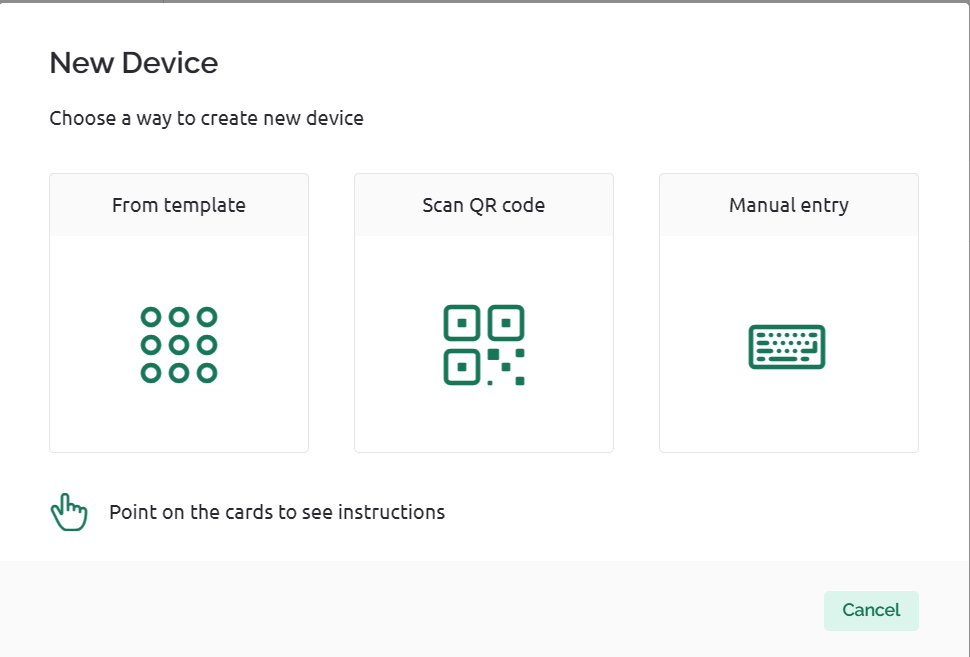 New Device
Choose a way to create new device
From template
Scan QR code
Manual entry
Point on the cards to see instructions
Cancel